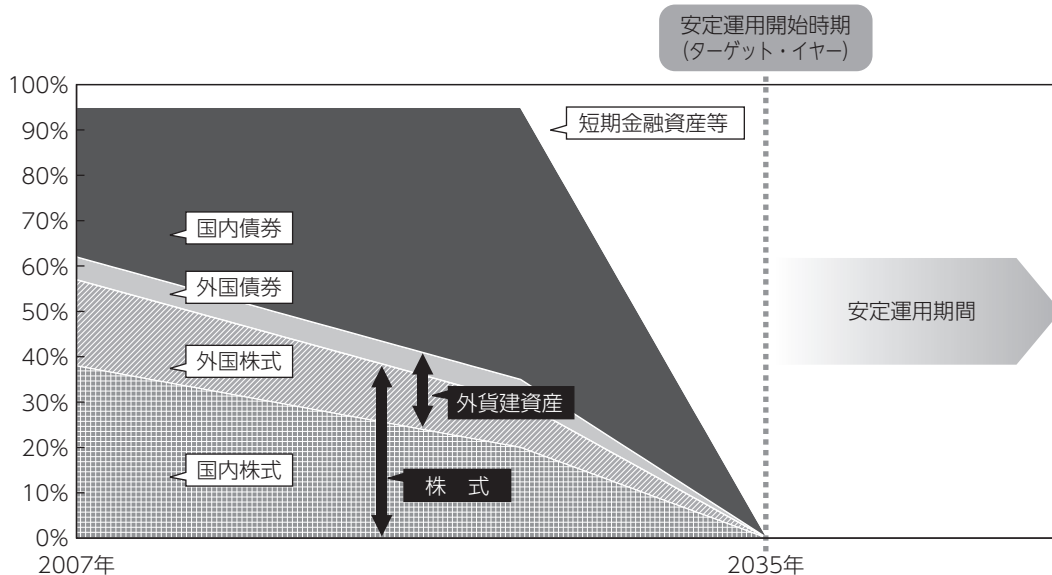 安定運用開始時期
(ターゲット・イヤー)
100%
90%
80%
70%
60%
50%
40%
30%
20%
10%
0%
短期金融資産等
国内債券
外国債券
外国株式
外貨建資産
国内株式
株 式
安定運用期間
2007年
2035年